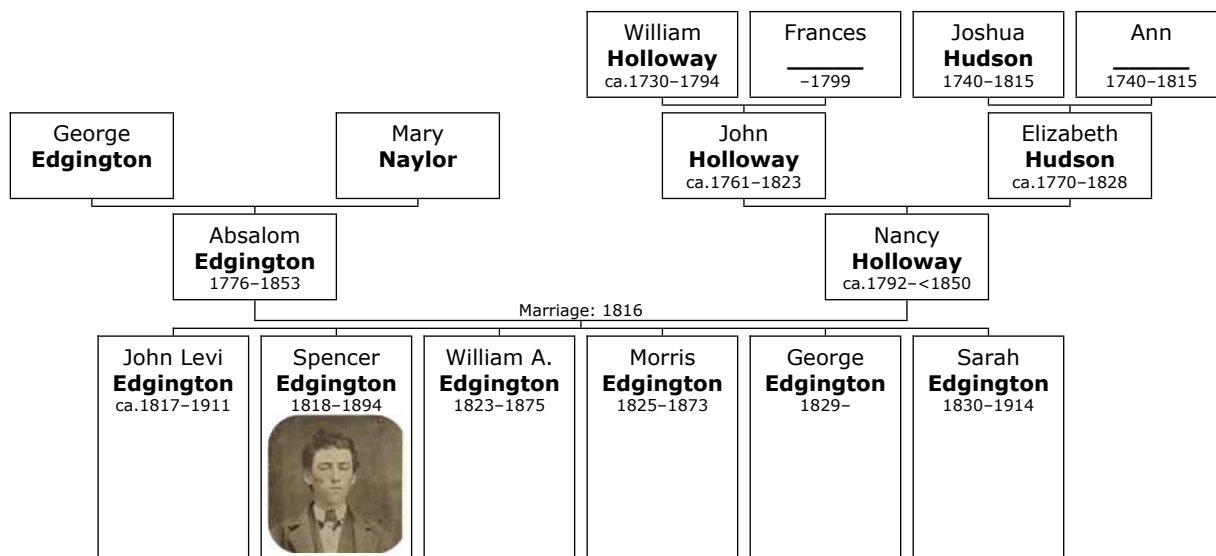 William
Holloway
ca.1730–1794
Frances
______
–1799
Joshua
Hudson
1740–1815
Ann
______
1740–1815
George
Edgington
Mary
Naylor
John
Holloway
ca.1761–1823
Elizabeth
Hudson
ca.1770–1828
Absalom
Edgington
1776–1853
Nancy
Holloway
ca.1792–<1850
Marriage: 1816
John Levi
Edgington
ca.1817–1911
Spencer
Edgington
1818–1894
William A.
Edgington
1823–1875
Morris
Edgington
1825–1873
George
Edgington
1829–
Sarah
Edgington
1830–1914